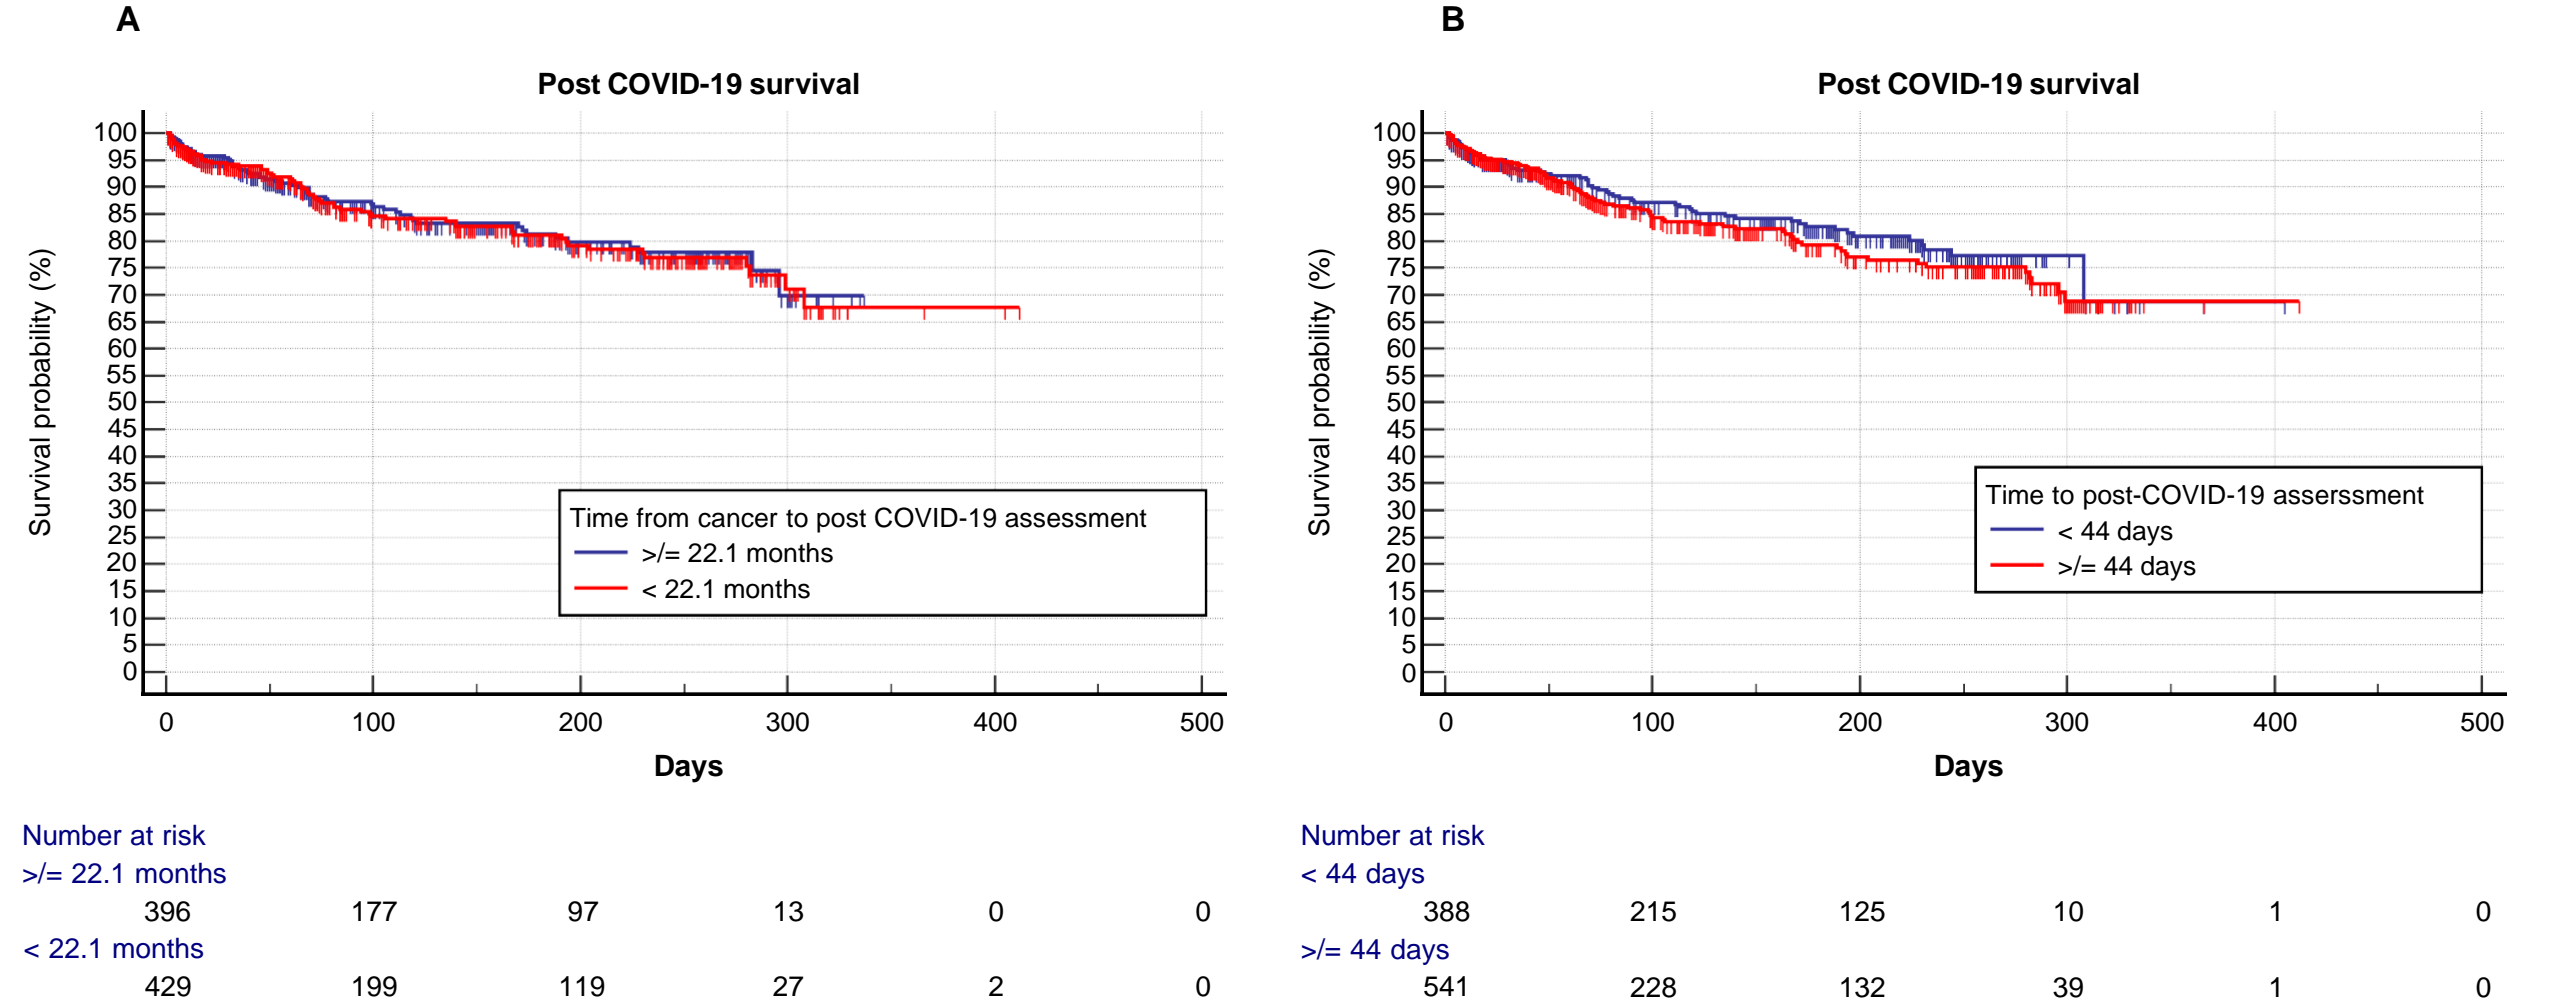 A
Post COVID-19 survival
Survival probability (%)
100
95
90
85
80
75
70
65
60
55
50
45
40
35
30
25
20
15
10
5
0
Time from cancer to post COVID-19 assessment
>/= 22.1 months
< 22.1 months
0 100 200 300 400 500
Days
Number at risk
>/= 22.1 months
396 177 97 13 0 0
< 22.1 months
429 199 119 27 2 0
B
Post COVID-19 survival
Survival probability (%)
100
95
90
85
80
75
70
65
60
55
50
45
40
35
30
25
20
15
10
5
0
Time to post-COVID-19 asserssment
< 44 days
>/= 44 days
0 100 200 300 400 500
Days
Number at risk
< 44 days
388 215 125 10 1 0
>/= 44 days
541 228 132 39 1 0